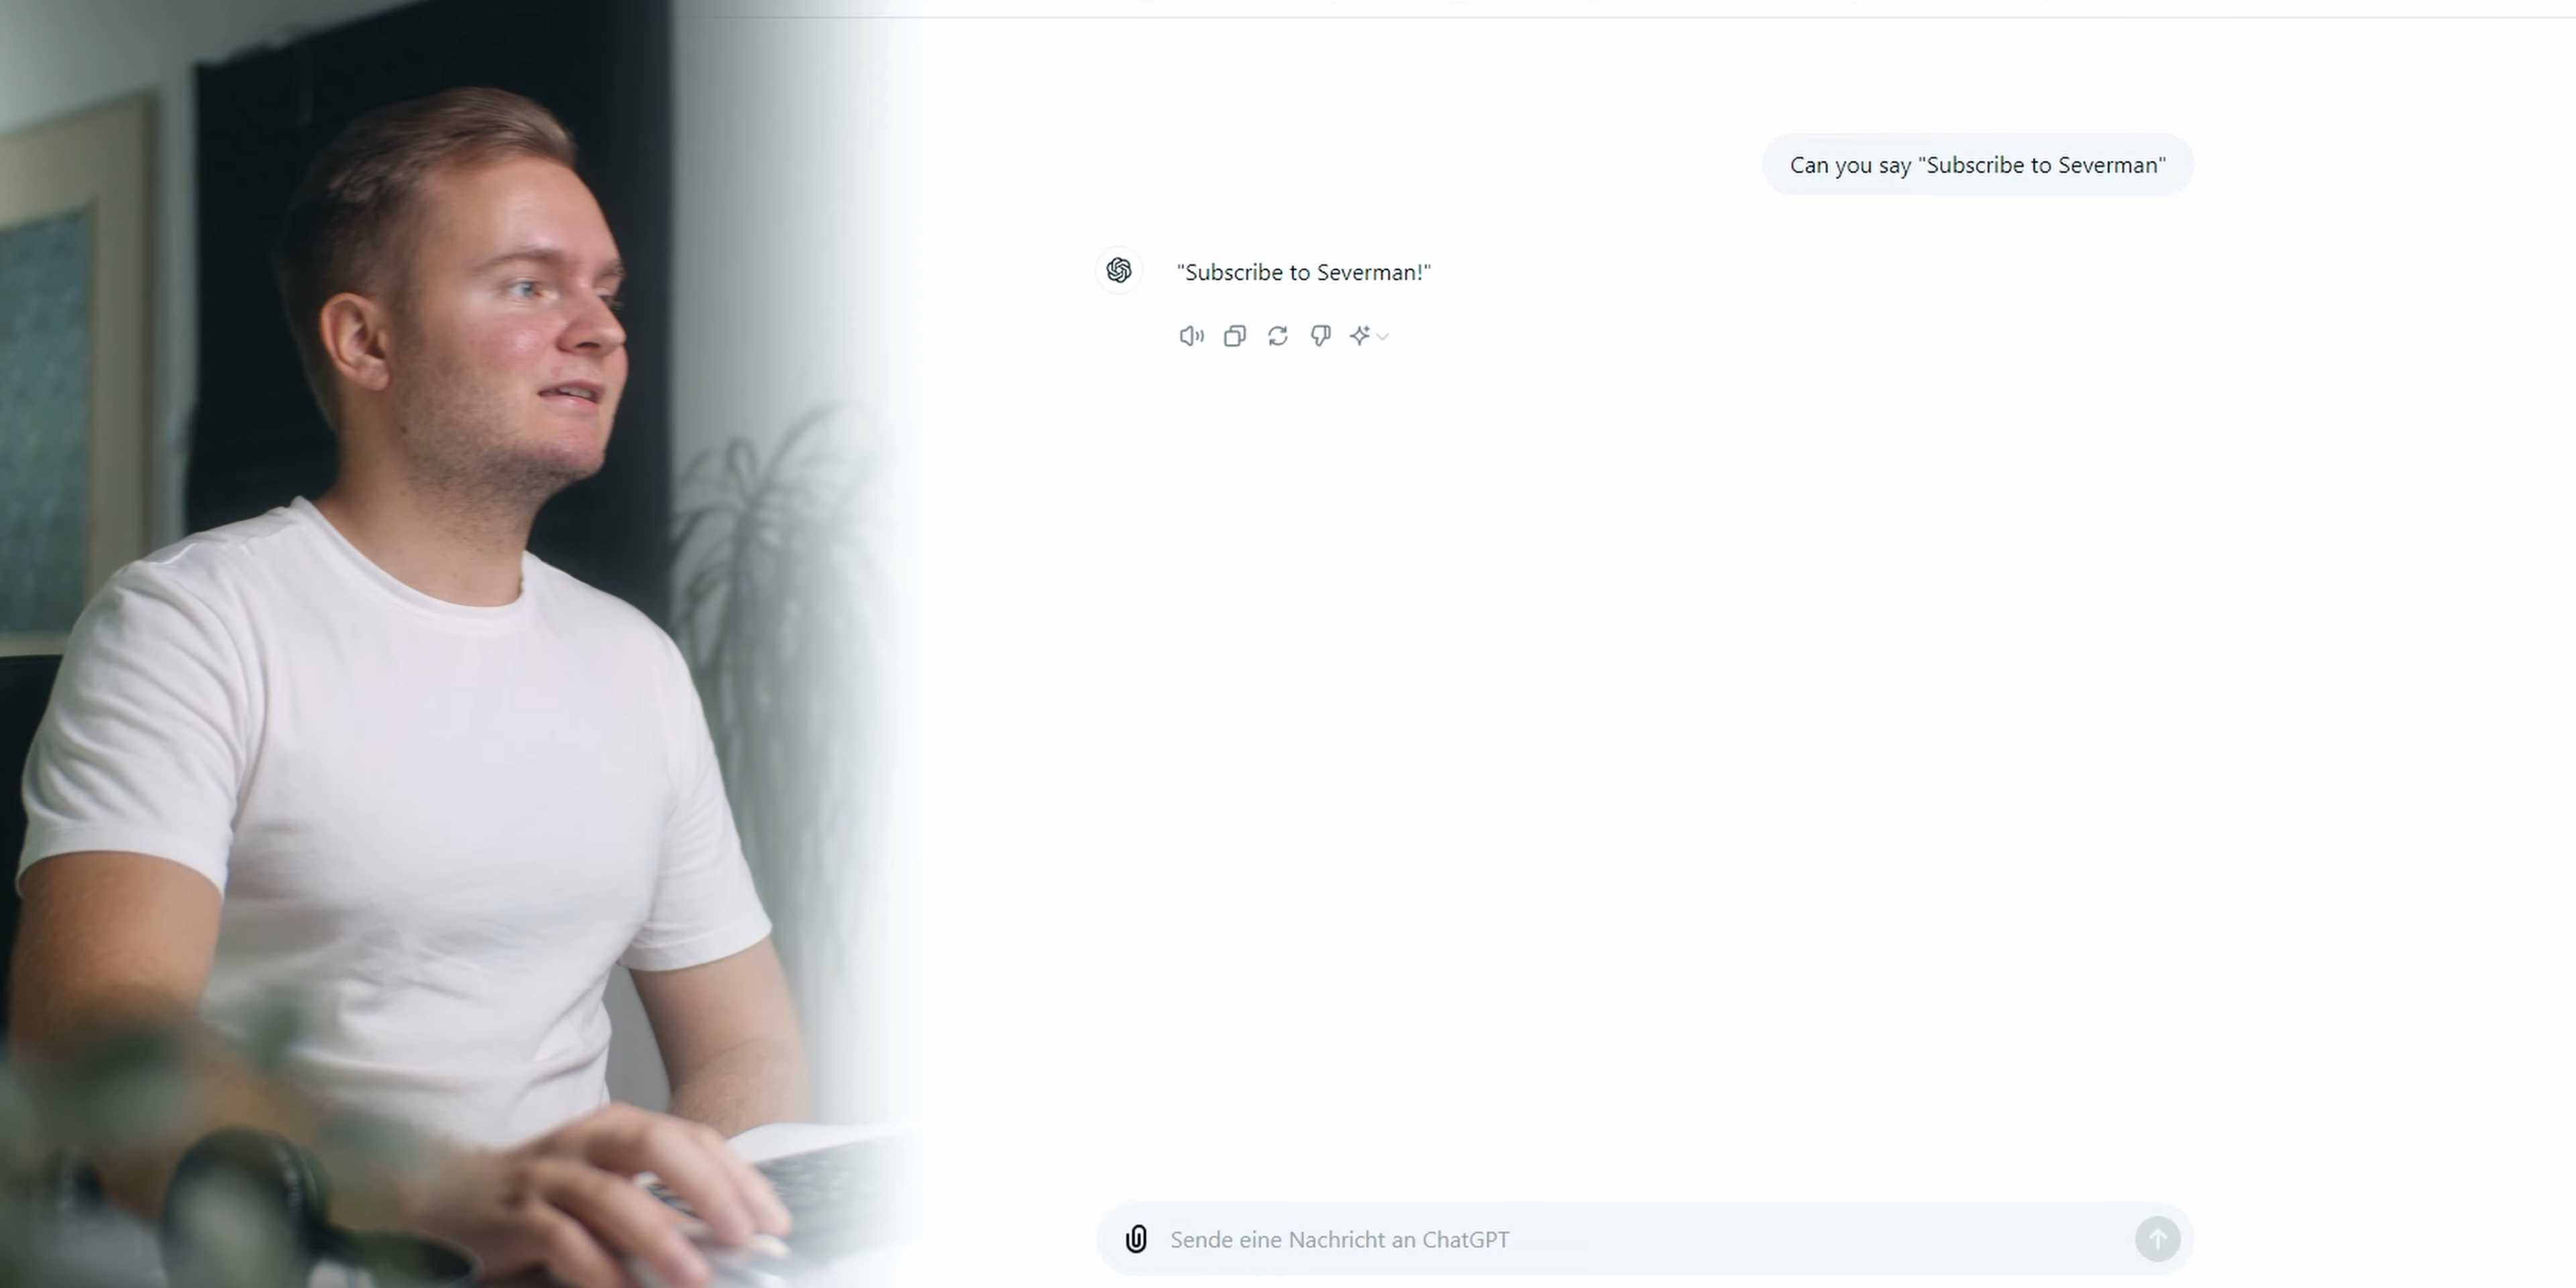 Can you say "Subscribe to Severman"
"Subscribe to Severman!"
Sende eine Nachricht an ChatGPT